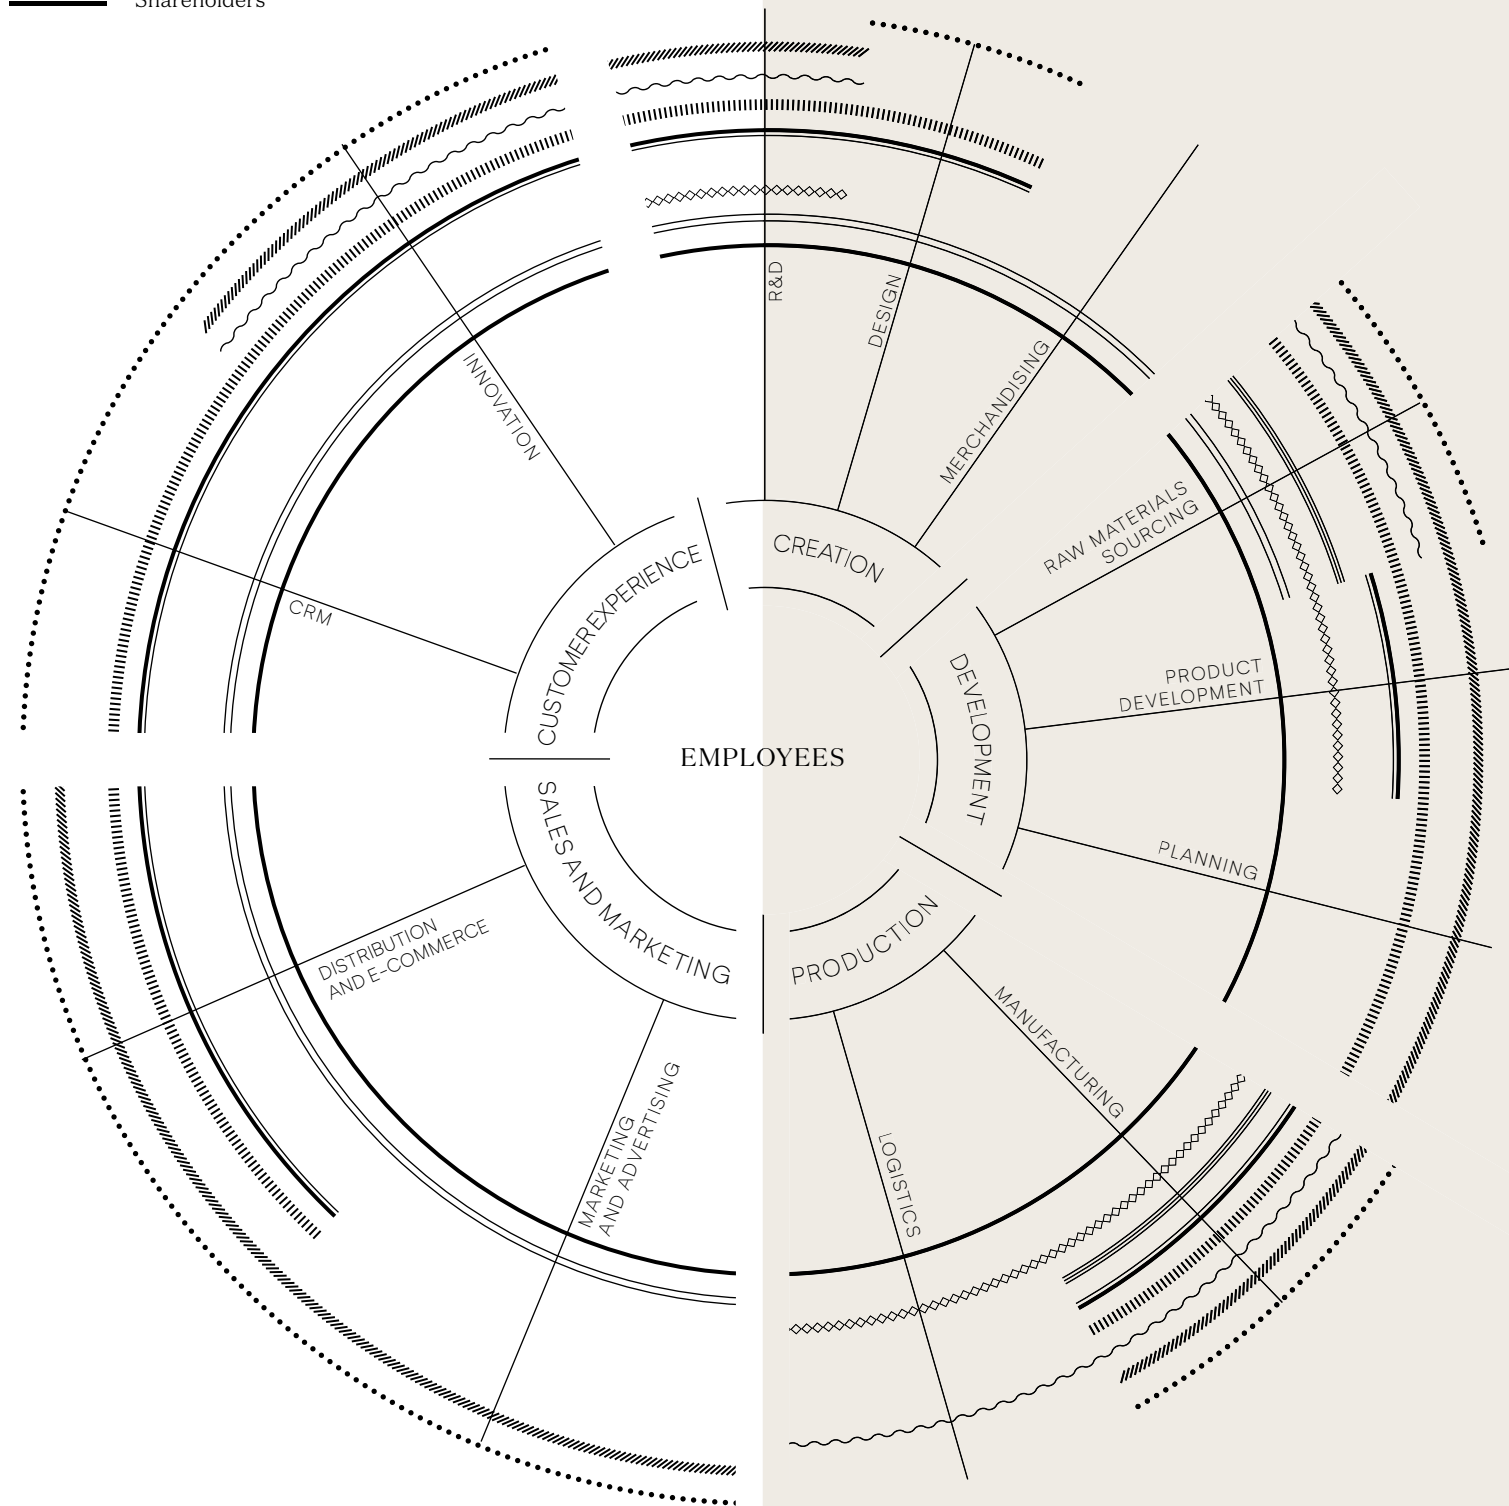 Shareholders
R&D
DESIGN
MERCHANDISING
INNOVATION
CREATION
RAW MATERIALS
SOURCING
CUSTOMER EXPERIENCE
CRM
DEVELOPMENT
PRODUCT
DEVELOPMENT
EMPLOYEES
SALES AND MARKETING
PLANNING
PRODUCTION
DISTRIBUTION
AND E-COMMERCE
MANUFACTURING
MARKETING
AND ADVERTISING
LOGISTICS